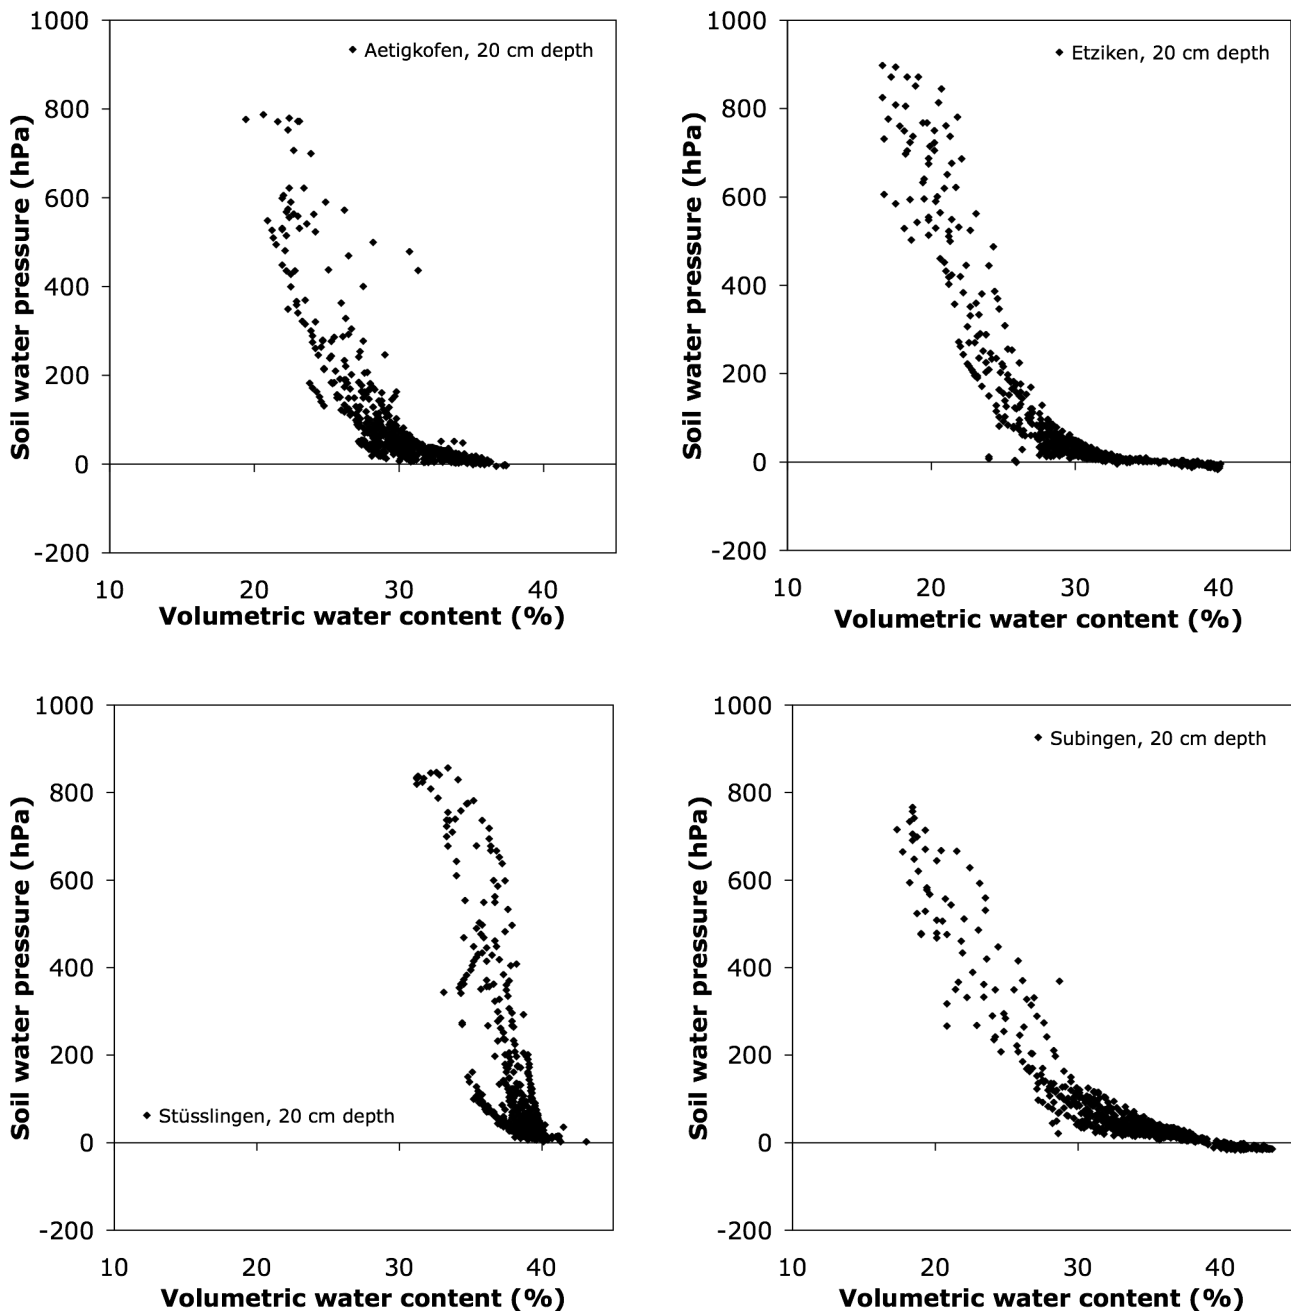 1000
800
600
400
200
0
-200
Soil water pressure (hPa)
Aetigkofen, 20 cm depth
10 20 30 40
Volumetric water content (%)
1000
800
600
400
200
0
-200
Soil water pressure (hPa)
Etziken, 20 cm depth
10 20 30 40
Volumetric water content (%)
1000
800
600
400
200
0
-200
Soil water pressure (hPa)
Stüsslingen, 20 cm depth
10 20 30 40
Volumetric water content (%)
1000
800
600
400
200
0
-200
Soil water pressure (hPa)
Subingen, 20 cm depth
10 20 30 40
Volumetric water content (%)